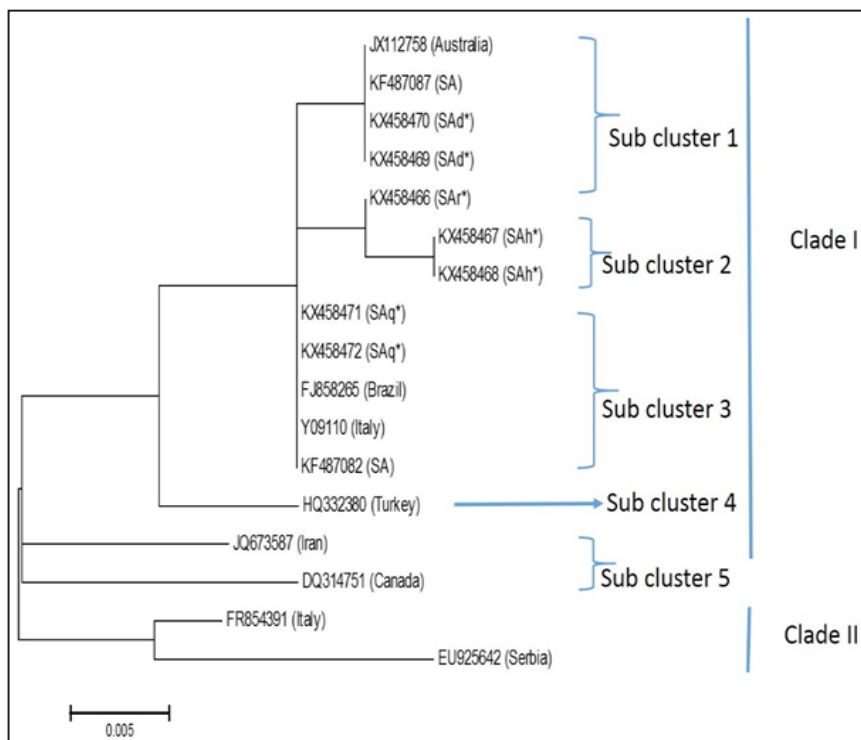 JX112758 (Australia)
KF487087 (SA)
KX458470 (SAd*)
KX458469 (SAd*)
Sub cluster 1
KX458466 (SAr*)
KX458467 (SAh*)
KX458468 (SAh*)
Sub cluster 2
Clade I
KX458471 (SAq*)
KX458472 (SAq*)
FJ858265 (Brazil)
Y09110 (Italy)
KF487082 (SA)
Sub cluster 3
HQ332380 (Turkey)
Sub cluster 4
JQ673587 (Iran)
DQ314751 (Canada)
Sub cluster 5
FR854391 (Italy)
EU925642 (Serbia)
Clade II
0.005